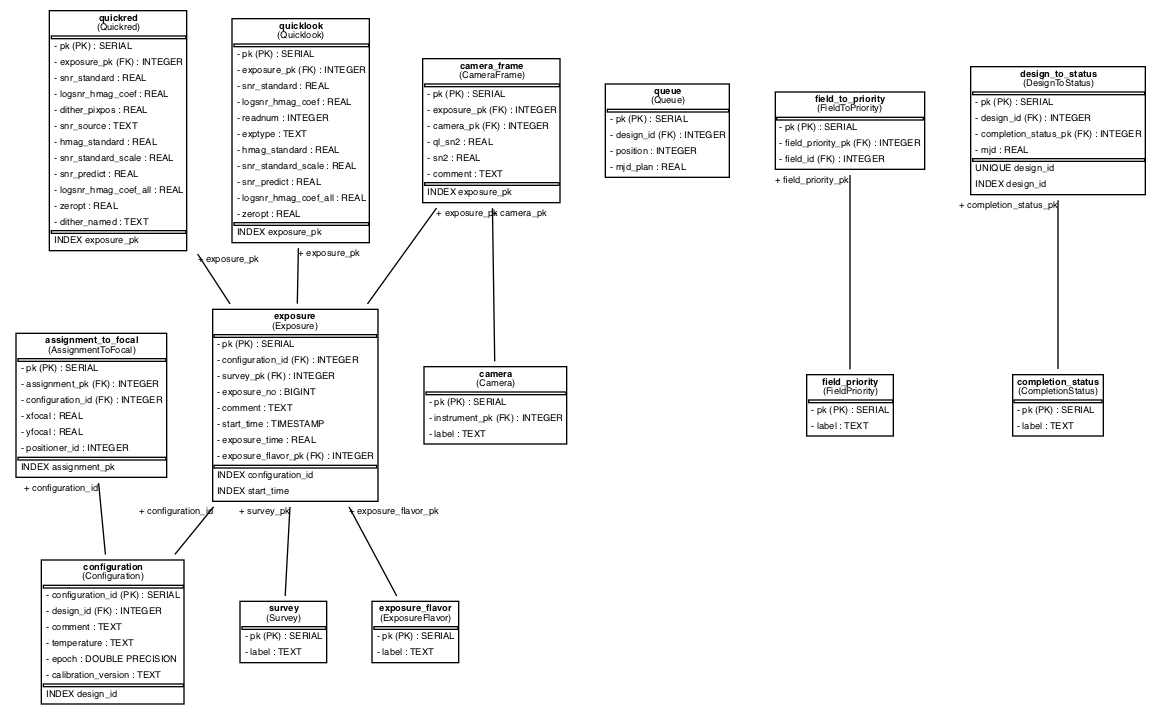 quickred
(Quickred)
- pk (PK) : SERIAL
- exposure_pk (FK) : INTEGER
- snr_standard : REAL
- logsnr_hmag_coef : REAL
- dither_pixpos : REAL
- snr_source : TEXT
- hmag_standard : REAL
- snr_standard_scale : REAL
- snr_predict : REAL
- logsnr_hmag_coef_all : REAL
- zeropt : REAL
- dither_named : TEXT
INDEX exposure_pk
+ exposure_pk
quicklook
(Quicklook)
- pk (PK) : SERIAL
- exposure_pk (FK) : INTEGER
- snr_standard : REAL
- logsnr_hmag_coef : REAL
- readnum : INTEGER
- exptype : TEXT
- hmag_standard : REAL
- snr_standard_scale : REAL
- snr_predict : REAL
- logsnr_hmag_coef_all : REAL
- zeropt : REAL
INDEX exposure_pk
+ exposure_pk
camera_frame
(CameraFrame)
- pk (PK) : SERIAL
- exposure_pk (FK) : INTEGER
- camera_pk (FK) : INTEGER
- ql_sn2 : REAL
- sn2 : REAL
- comment : TEXT
INDEX exposure_pk
+ exposure_pk
+ camera_pk
queue
(Queue)
- pk (PK) : SERIAL
- design_id (FK) : INTEGER
- position : INTEGER
- mjd_plan : REAL
field_to_priority
(FieldToPriority)
- pk (PK) : SERIAL
- field_priority_pk (FK) : INTEGER
- field_id (FK) : INTEGER
+ field_priority_pk
design_to_status
(DesignToStatus)
- pk (PK) : SERIAL
- design_id (FK) : INTEGER
- completion_status_pk (FK) : INTEGER
- mjd : REAL
UNIQUE design_id
INDEX design_id
+ completion_status_pk
assignment_to_focal
(AssignmentToFocal)
- pk (PK) : SERIAL
- assignment_pk (FK) : INTEGER
- configuration_id (FK) : INTEGER
- xfocal : REAL
- yfocal : REAL
- positioner_id : INTEGER
INDEX assignment_pk
+ configuration_id
exposure
(Exposure)
- pk (PK) : SERIAL
- configuration_id (FK) : INTEGER
- survey_pk (FK) : INTEGER
- exposure_no : BIGINT
- comment : TEXT
- start_time : TIMESTAMP
- exposure_time : REAL
- exposure_flavor_pk (FK) : INTEGER
INDEX configuration_id
INDEX start_time
+ configuration_id
+ survey_pk
+ exposure_flavor_pk
camera
(Camera)
- pk (PK) : SERIAL
- instrument_pk (FK) : INTEGER
- label : TEXT
field_priority
(FieldPriority)
- pk (PK) : SERIAL
- label : TEXT
completion_status
(CompletionStatus)
- pk (PK) : SERIAL
- label : TEXT
configuration
(Configuration)
- configuration_id (PK) : SERIAL
- design_id (FK) : INTEGER
- comment : TEXT
- temperature : TEXT
- epoch : DOUBLE PRECISION
- calibration_version : TEXT
INDEX design_id
survey
(Survey)
- pk (PK) : SERIAL
- label : TEXT
exposure_flavor
(ExposureFlavor)
- pk (PK) : SERIAL
- label : TEXT